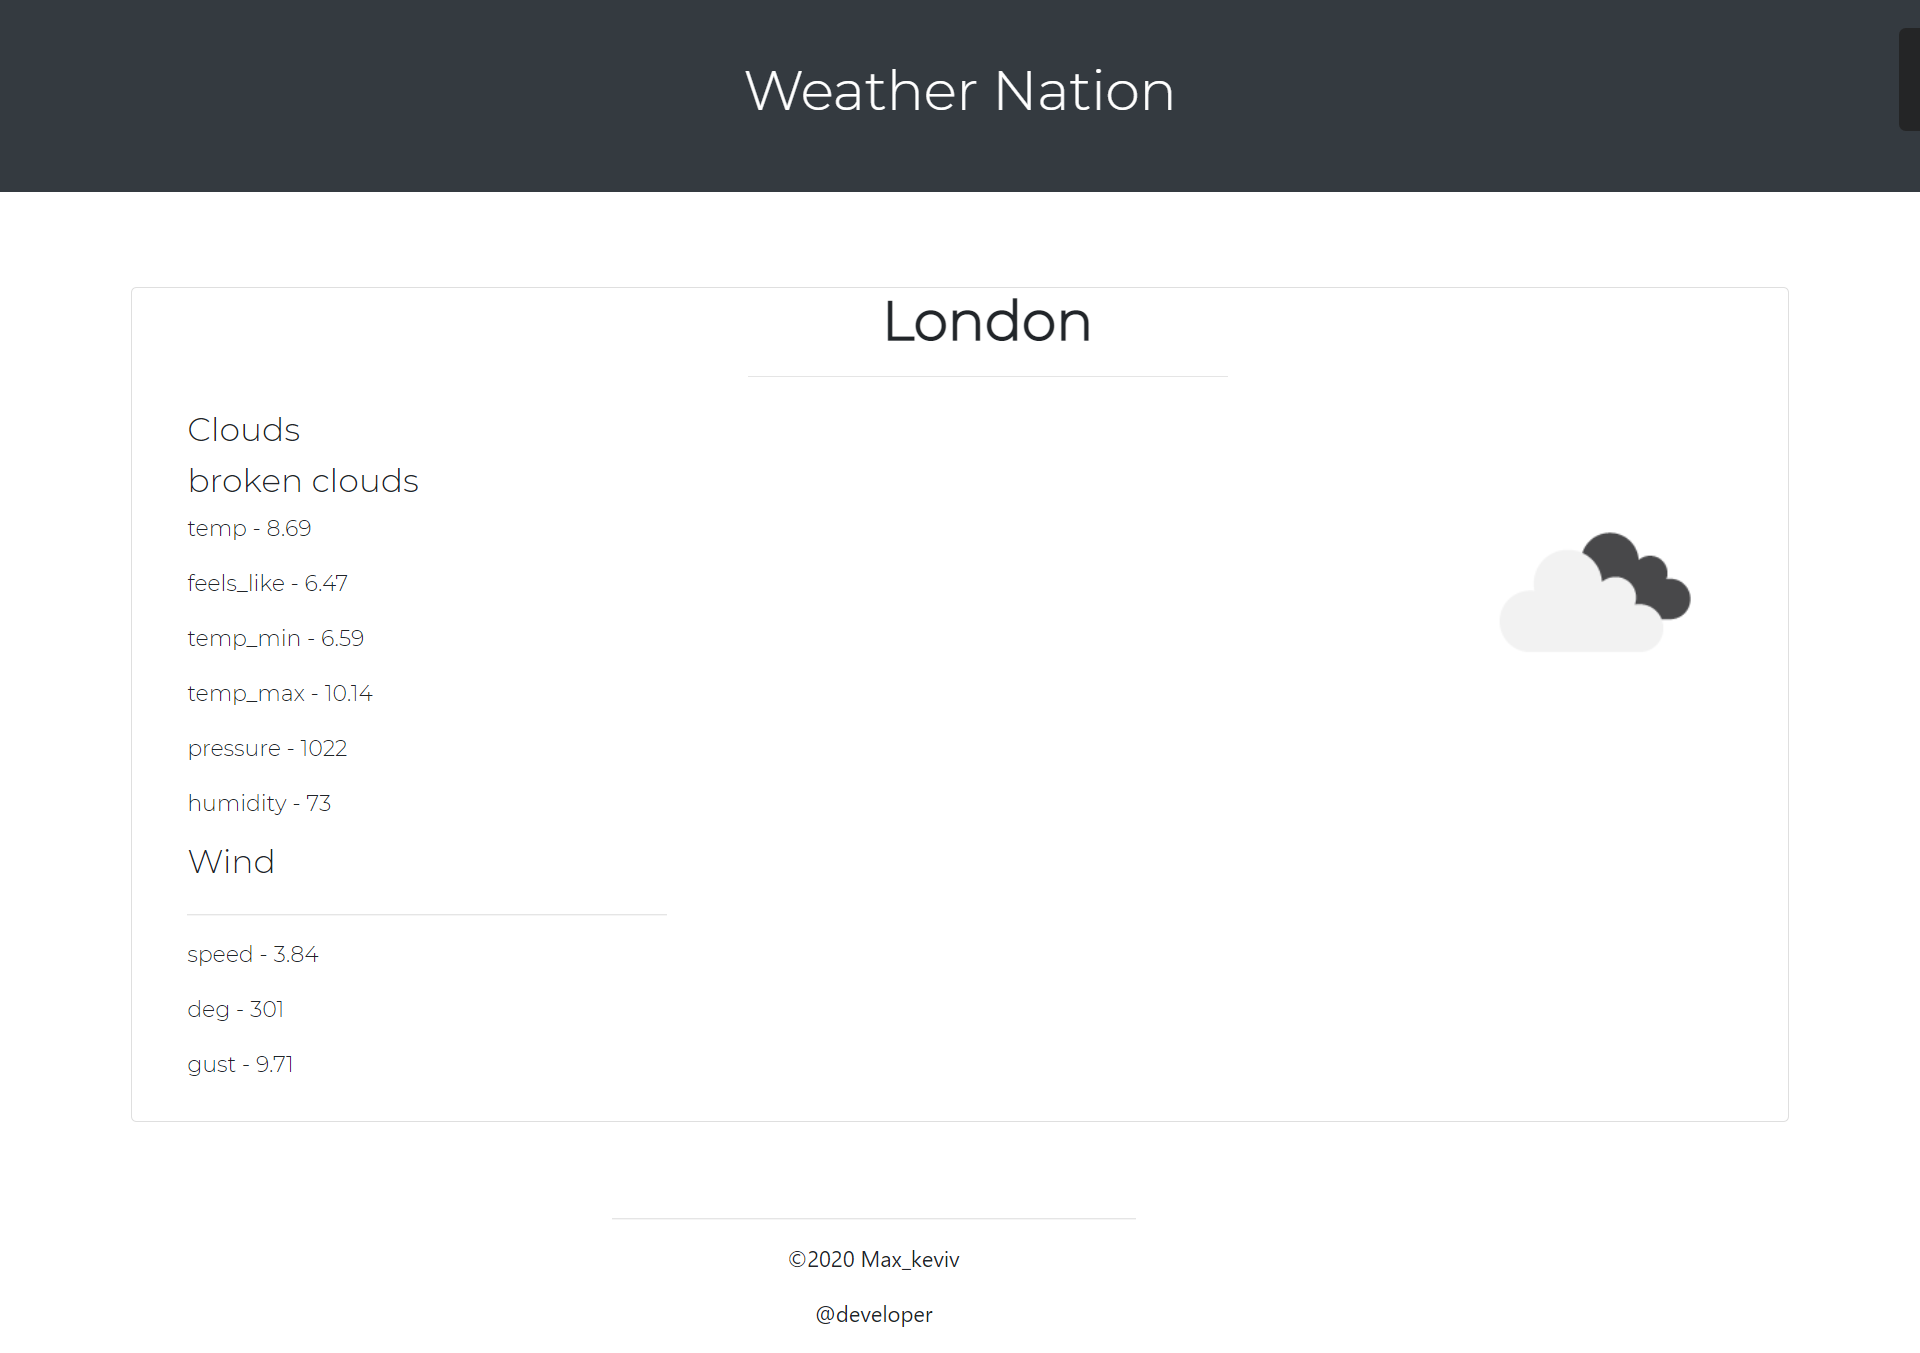 Weather Nation
London
Clouds
broken clouds
temp - 8.69
feels_like - 6.47
temp_min - 6.59
temp_max - 10.14
pressure - 1022
humidity - 73
Wind
speed - 3.84
deg - 301
gust - 9.71
©2020 Max_keviv
@developer